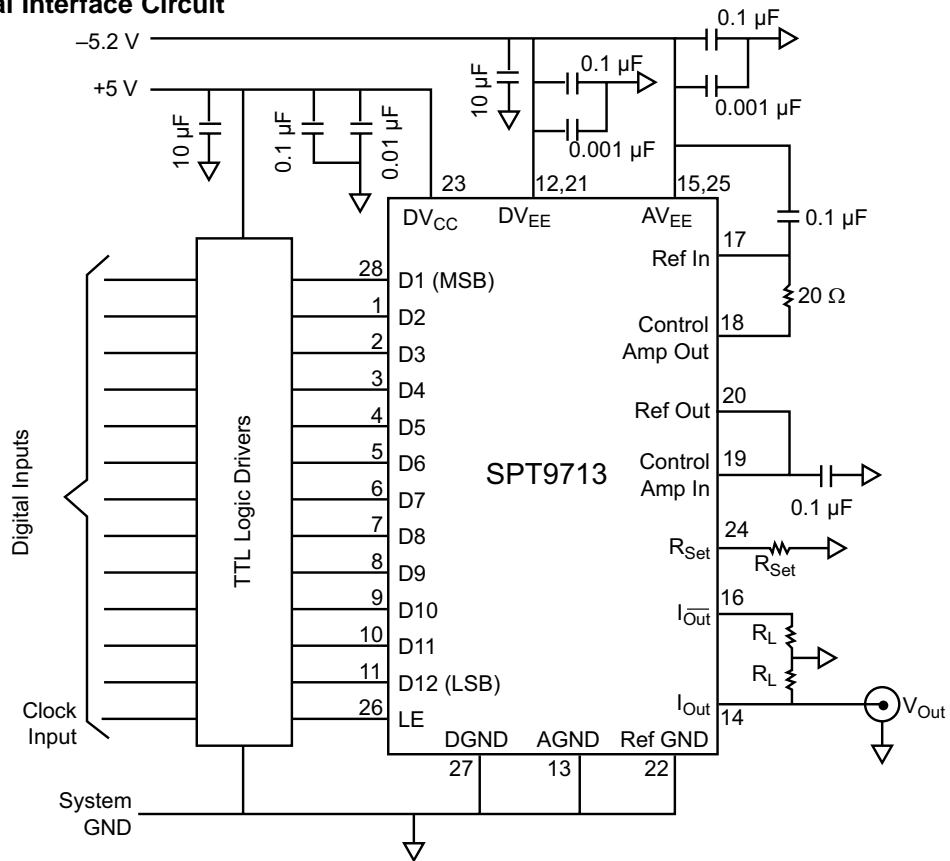 al Interface Circuit
–5.2 V
+5 V
10 µF
0.1 µF
0.01 µF
10 µF
0.1 µF
0.001 µF
0.1 µF
0.001 µF
23
12,21
15,25
DVCC
DVEE
AVEE
0.1 µF
17
Ref In
20 Ω
18
Control
Amp Out
20
Ref Out
19
Control
Amp In
0.1 µF
24
RSet
RSet
16
IOut
RL
RL
IOut
14
VOut
SPT9713
Digital Inputs
TTL Logic Drivers
28 D1 (MSB)
1 D2
2 D3
3 D4
4 D5
5 D6
6 D7
7 D8
8 D9
9 D10
10 D11
11 D12 (LSB)
26 LE
Clock
Input
DGND
AGND
Ref GND
27
13
22
System
GND